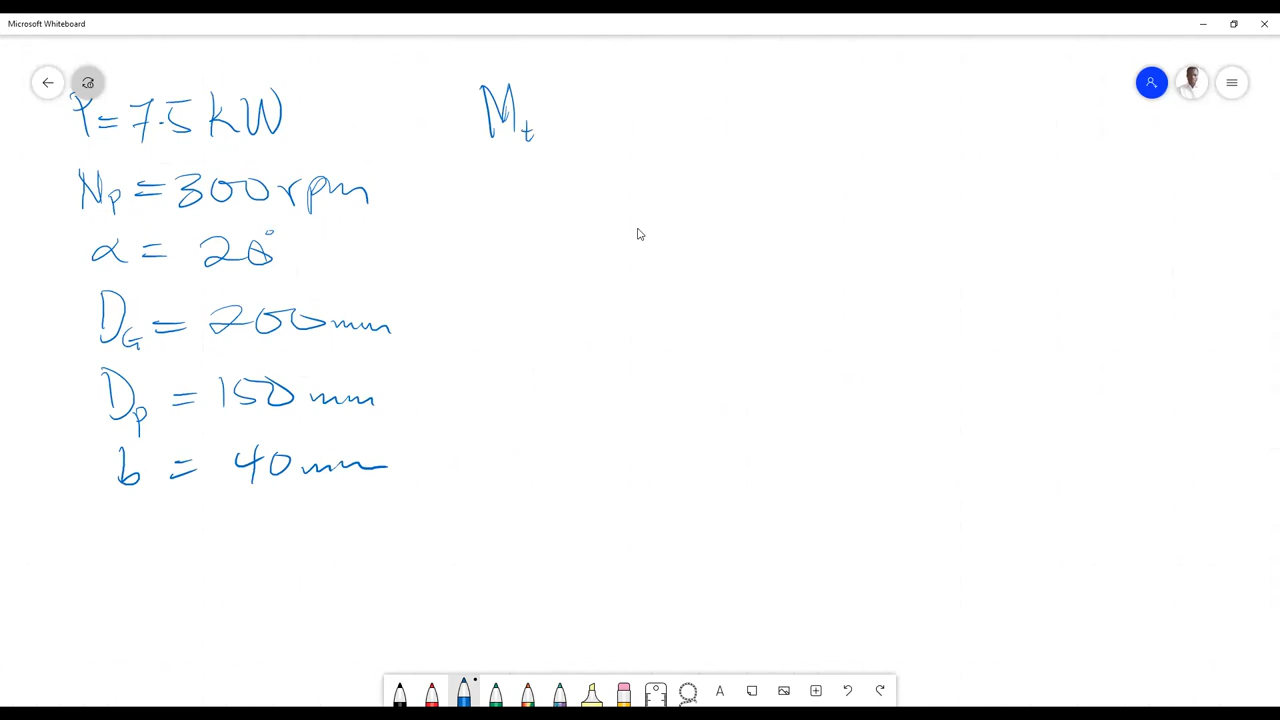 Microsoft Whiteboard
P = 7.5 kW
Mt
Np = 300 rpm
α = 20°
DG = 200 mm
Dp = 150 mm
b = 40 mm
A